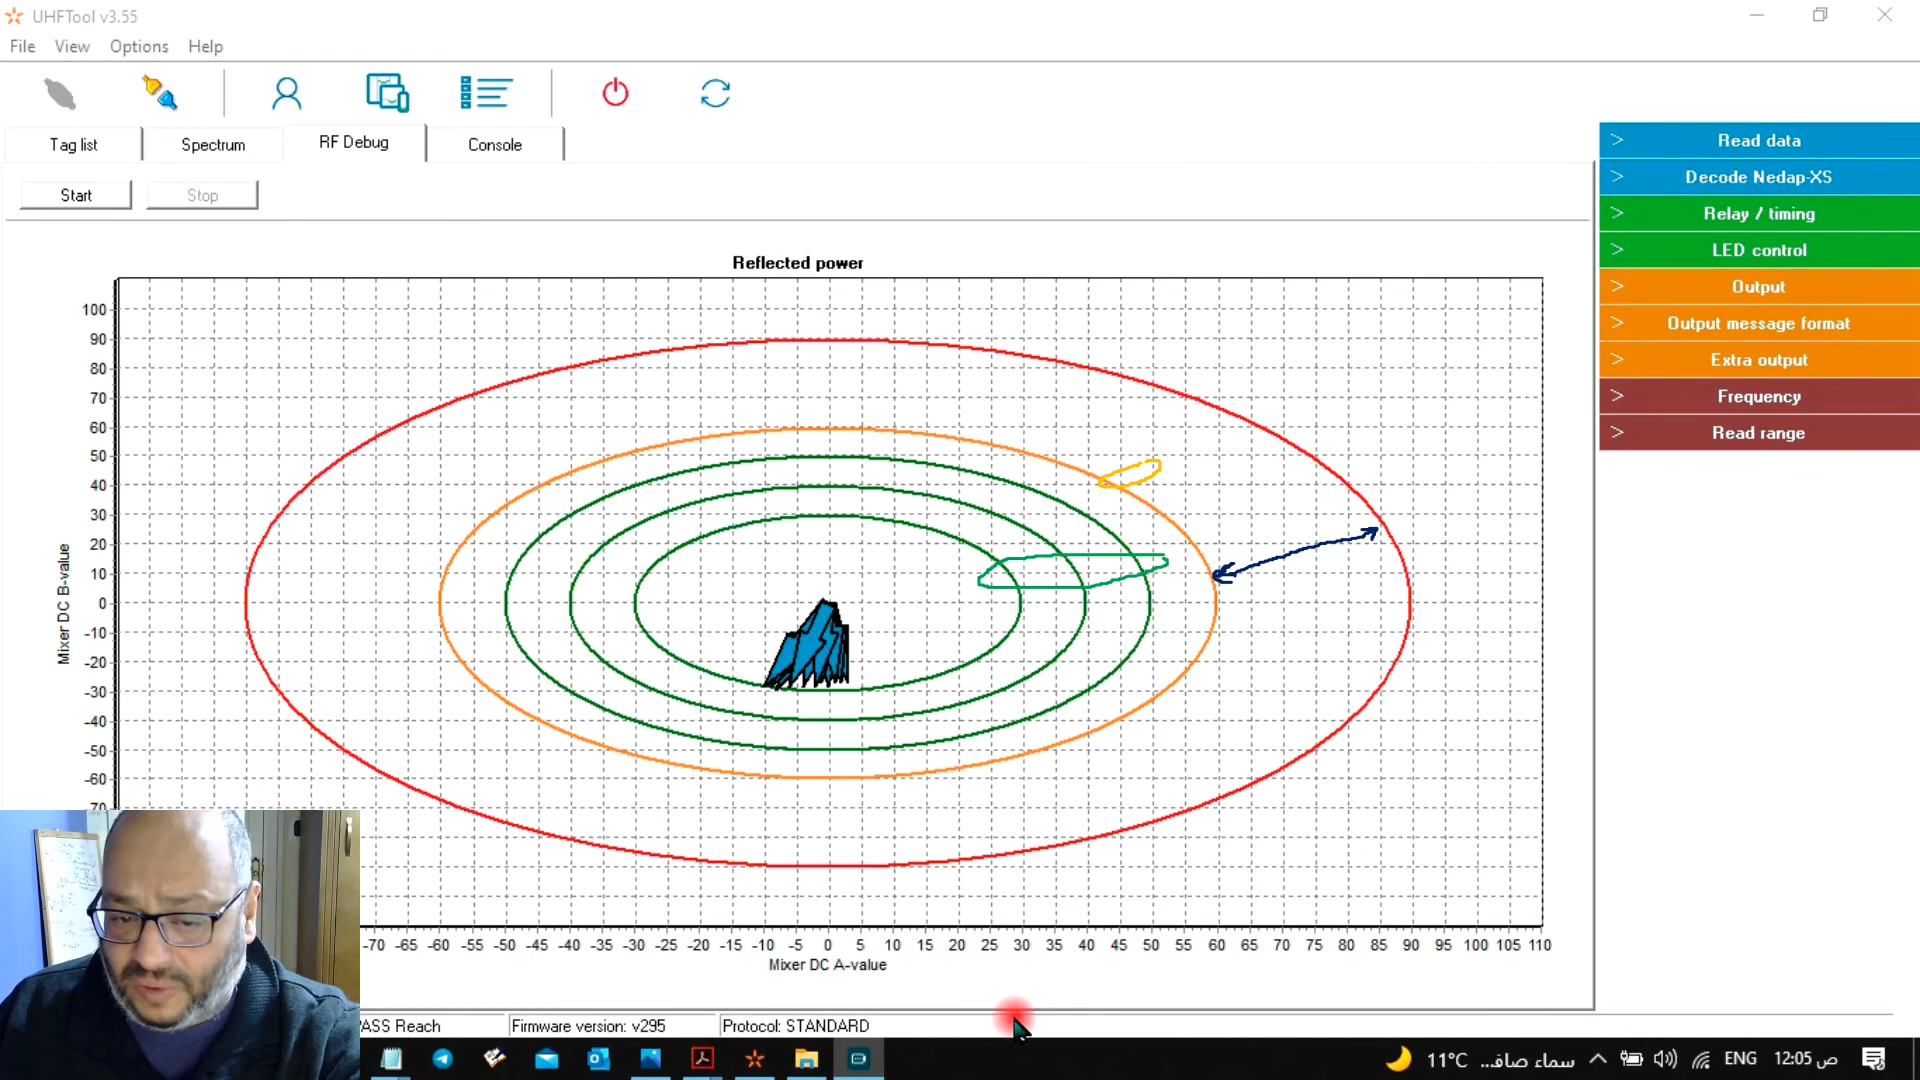 UHFTool v3.55
File View Options Help
Tag list Spectrum RF Debug Console
Start Stop
Read data
Decode Nedap-XS
Relay / timing
LED control
Output
Output message format
Extra output
Frequency
Read range
Reflected power
100
90
80
70
60
50
40
30
20
10
0
-10
-20
-30
-40
-50
-60
Mixer DC B-value
-70 -65 -60 -55 -50 -45 -40 -35 -30 -25 -20 -15 -10 -5 0 5 10 15 20 25 30 35 40 45 50 55 60 65 70 75 80 85 90 95 100 105 110
Mixer DC A-value
PASS Reach Firmware version: v295 Protocol: STANDARD
11°C سماء صافـ... ENG 12:05 ص